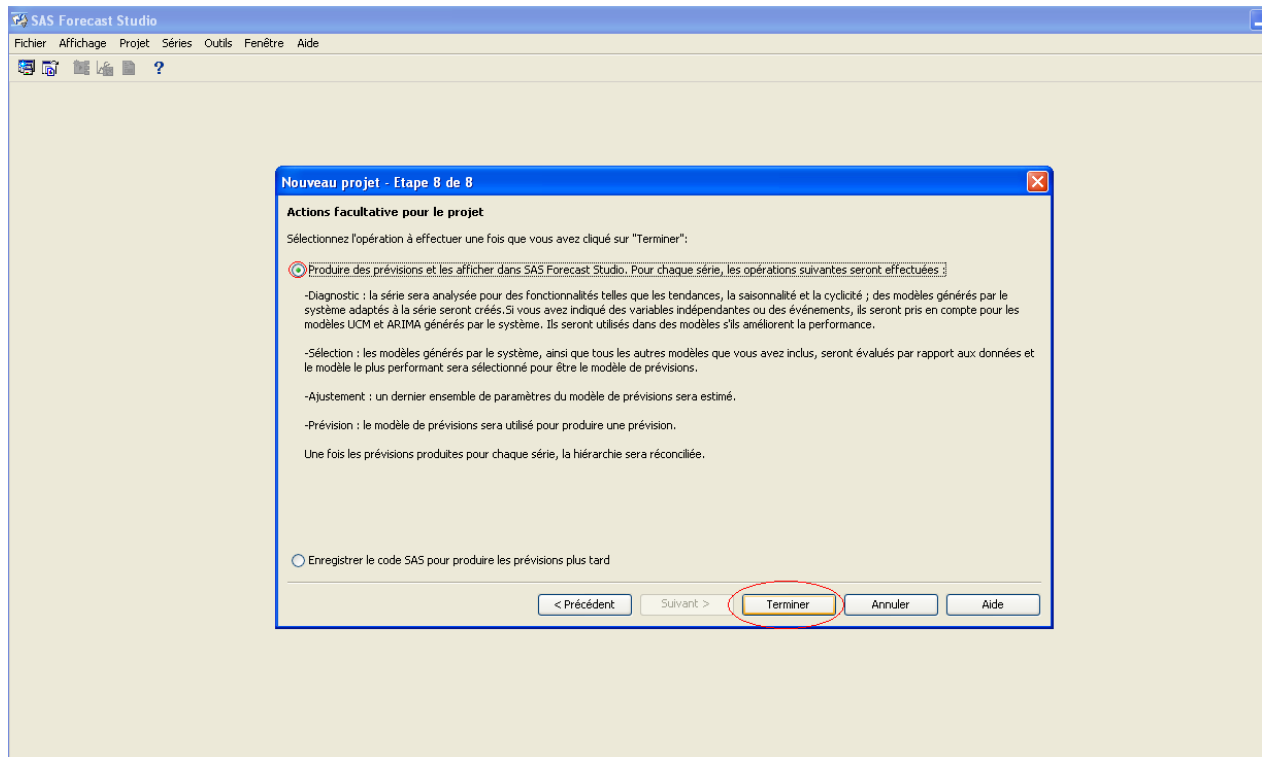 SAS Forecast Studio
Fichier Affichage Projet Séries Outils Fenêtre Aide
?
Nouveau projet - Etape 8 de 8
Actions facultative pour le projet
Sélectionnez l'opération à effectuer une fois que vous avez cliqué sur "Terminer":
Produire des prévisions et les afficher dans SAS Forecast Studio. Pour chaque série, les opérations suivantes seront effectuées :
-Diagnostic : la série sera analysée pour des fonctionnalités telles que les tendances, la saisonnalité et la cyclicité ; des modèles générés par le
système adaptés à la série seront créés.Si vous avez indiqué des variables indépendantes ou des événements, ils seront pris en compte pour les
modèles UCM et ARIMA générés par le système. Ils seront utilisés dans des modèles s'ils améliorent la performance.
-Sélection : les modèles générés par le système, ainsi que tous les autres modèles que vous avez inclus, seront évalués par rapport aux données et
le modèle le plus performant sera sélectionné pour être le modèle de prévisions.
-Ajustement : un dernier ensemble de paramètres du modèle de prévisions sera estimé.
-Prévision : le modèle de prévisions sera utilisé pour produire une prévision.
Une fois les prévisions produites pour chaque série, la hiérarchie sera réconciliée.
Enregistrer le code SAS pour produire les prévisions plus tard
< Précédent Suivant > Terminer Annuler Aide